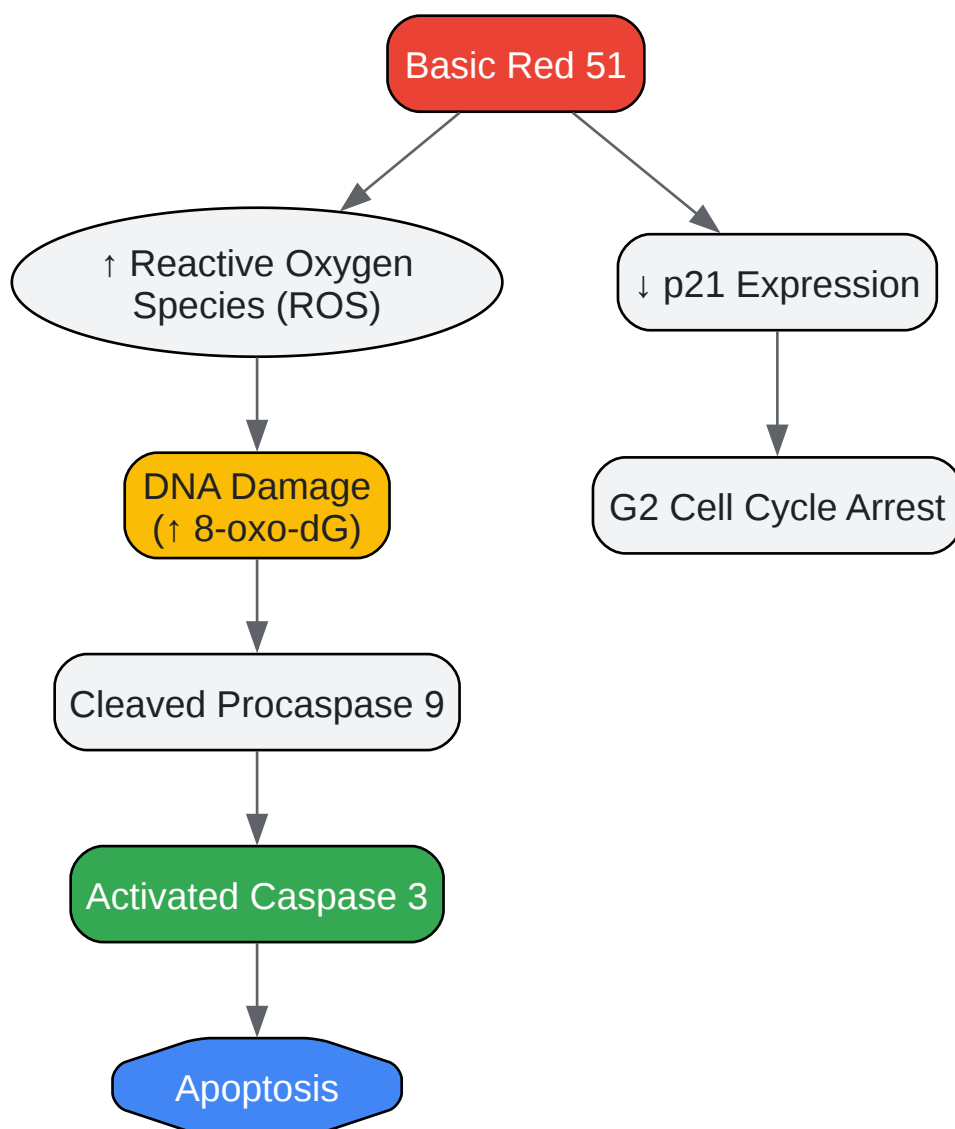 Basic Red 51
↑ Reactive Oxygen
Species (ROS)
↓ p21 Expression
DNA Damage
(↑ 8-oxo-dG)
G2 Cell Cycle Arrest
Cleaved Procaspase 9
Activated Caspase 3
Apoptosis